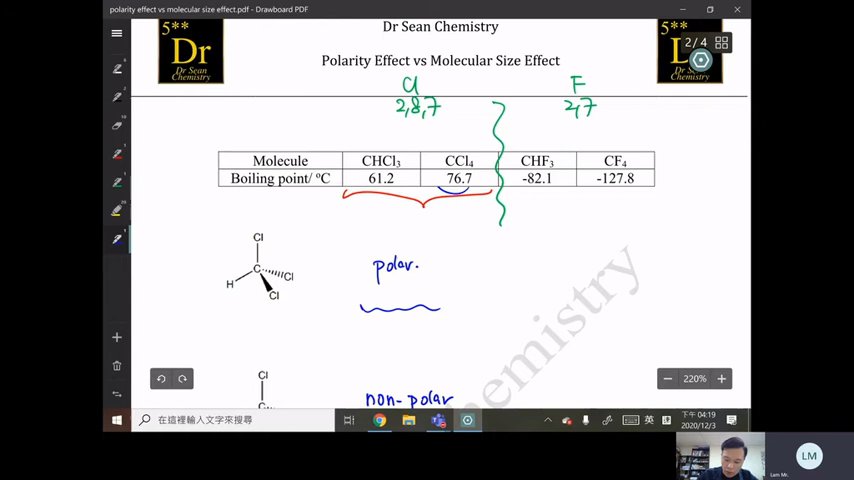 polarity effect vs molecular size effect.pdf - Drawboard PDF
5** Dr Sean Chemistry 5**
Dr
Dr Sean
Chemistry
2/4
Polarity Effect vs Molecular Size Effect
Cl F
2,8,7 2,7
Molecule CHCl₃ CCl₄ CHF₃ CF₄
Boiling point/ °C 61.2 76.7 -82.1 -127.8
Cl
C
H
Cl
Cl
polar.
Chemistry
Cl
C
non-polar
220%
在這裡輸入文字來搜尋
英
下午 04:19
2020/12/3
LM
Lam Mr.